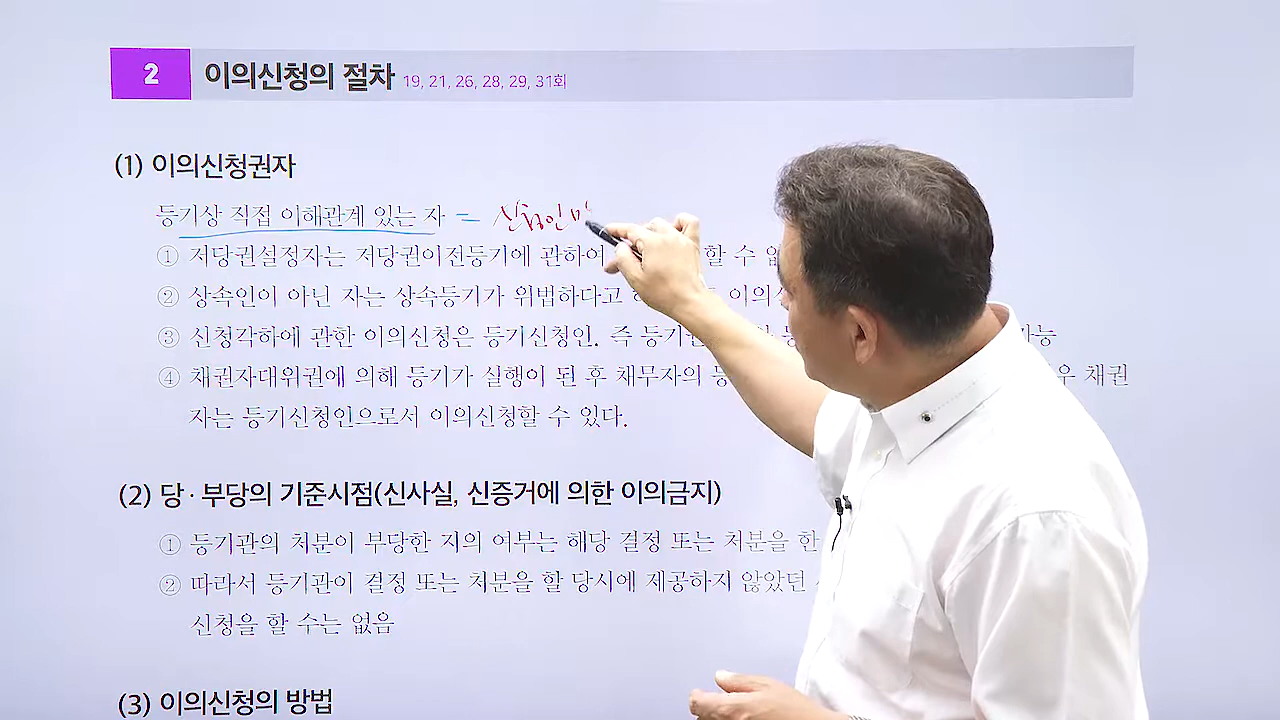 2 이의신청의 절차 19, 21, 26, 28, 29, 31회
(1) 이의신청권자
등기상 직접 이해관계 있는 자 = 신청인
① 저당권설정자는 저당권이전등기에 관하여 할 수
② 상속인이 아닌 자는 상속등기가 위법하다고
③ 신청각하에 관한 이의신청은 등기신청인, 즉 가능
④ 채권자대위권에 의해 등기가 실행이 된 후 채무자의 채권
자는 등기신청인으로서 이의신청할 수 있다.
(2) 당·부당의 기준시점(신사실, 신증거에 의한 이의금지)
① 등기관의 처분이 부당한 지의 여부는 해당 결정 또는 처분을 한
② 따라서 등기관이 결정 또는 처분을 할 당시에 제공하지 않았던
신청을 할 수는 없음
(3) 이의신청의 방법